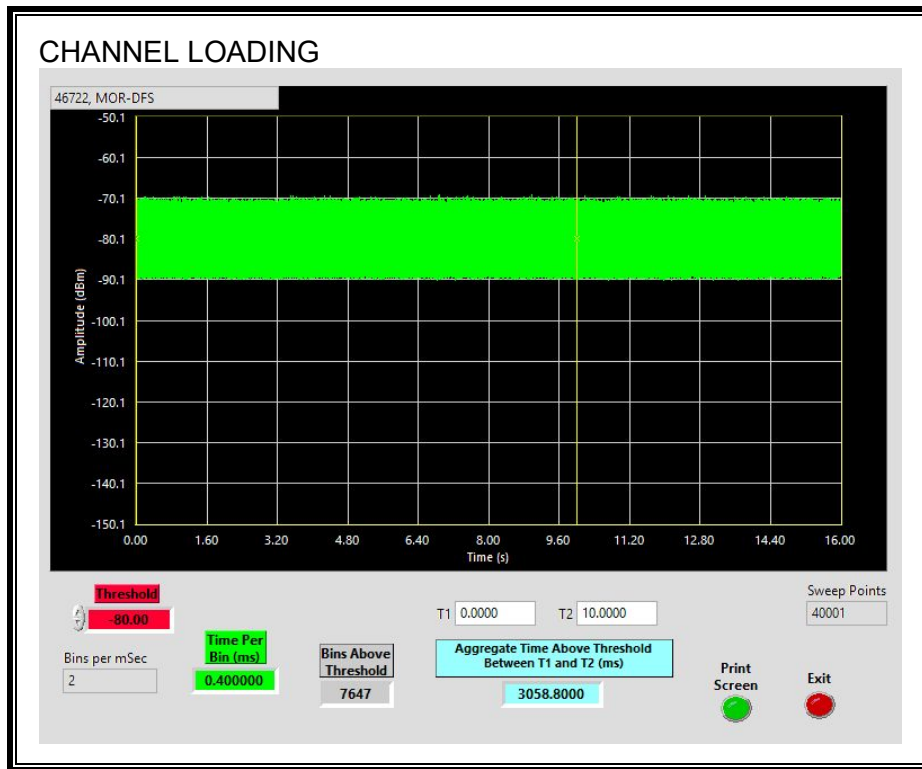 CHANNEL LOADING
46722, MOR-DFS
-50.1
-60.1
-70.1
-80.1
-90.1
-100.1
-110.1
-120.1
-130.1
-140.1
-150.1
Amplitude (dBm)
0.00 1.60 3.20 4.80 6.40 8.00 9.60 11.20 12.80 14.40 16.00
Time (s)
Threshold
-80.00
Bins per mSec
2
Time Per
Bin (ms)
0.400000
Bins Above
Threshold
7647
T1 0.0000 T2 10.0000
Aggregate Time Above Threshold
Between T1 and T2 (ms)
3058.8000
Sweep Points
40001
Print
Screen
Exit